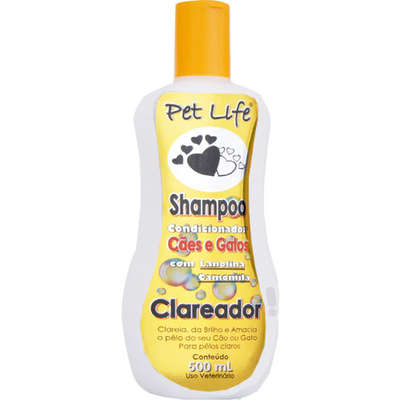 Pet Life®
Shampoo
Condicionador
Cães e Gatos
com Lanolina
Camomila
Clareador
Clareia, da Brilho e Amacia
o pêlo do seu Cão ou Gato
Para pêlos claros
Conteúdo
500 mL
Uso Veterinário